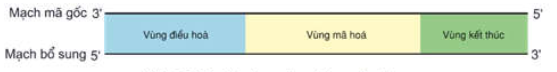 Mạch mã gốc 3' 5'
Vùng điều hoà Vùng mã hoá Vùng kết thúc
Mạch bổ sung 5' 3'